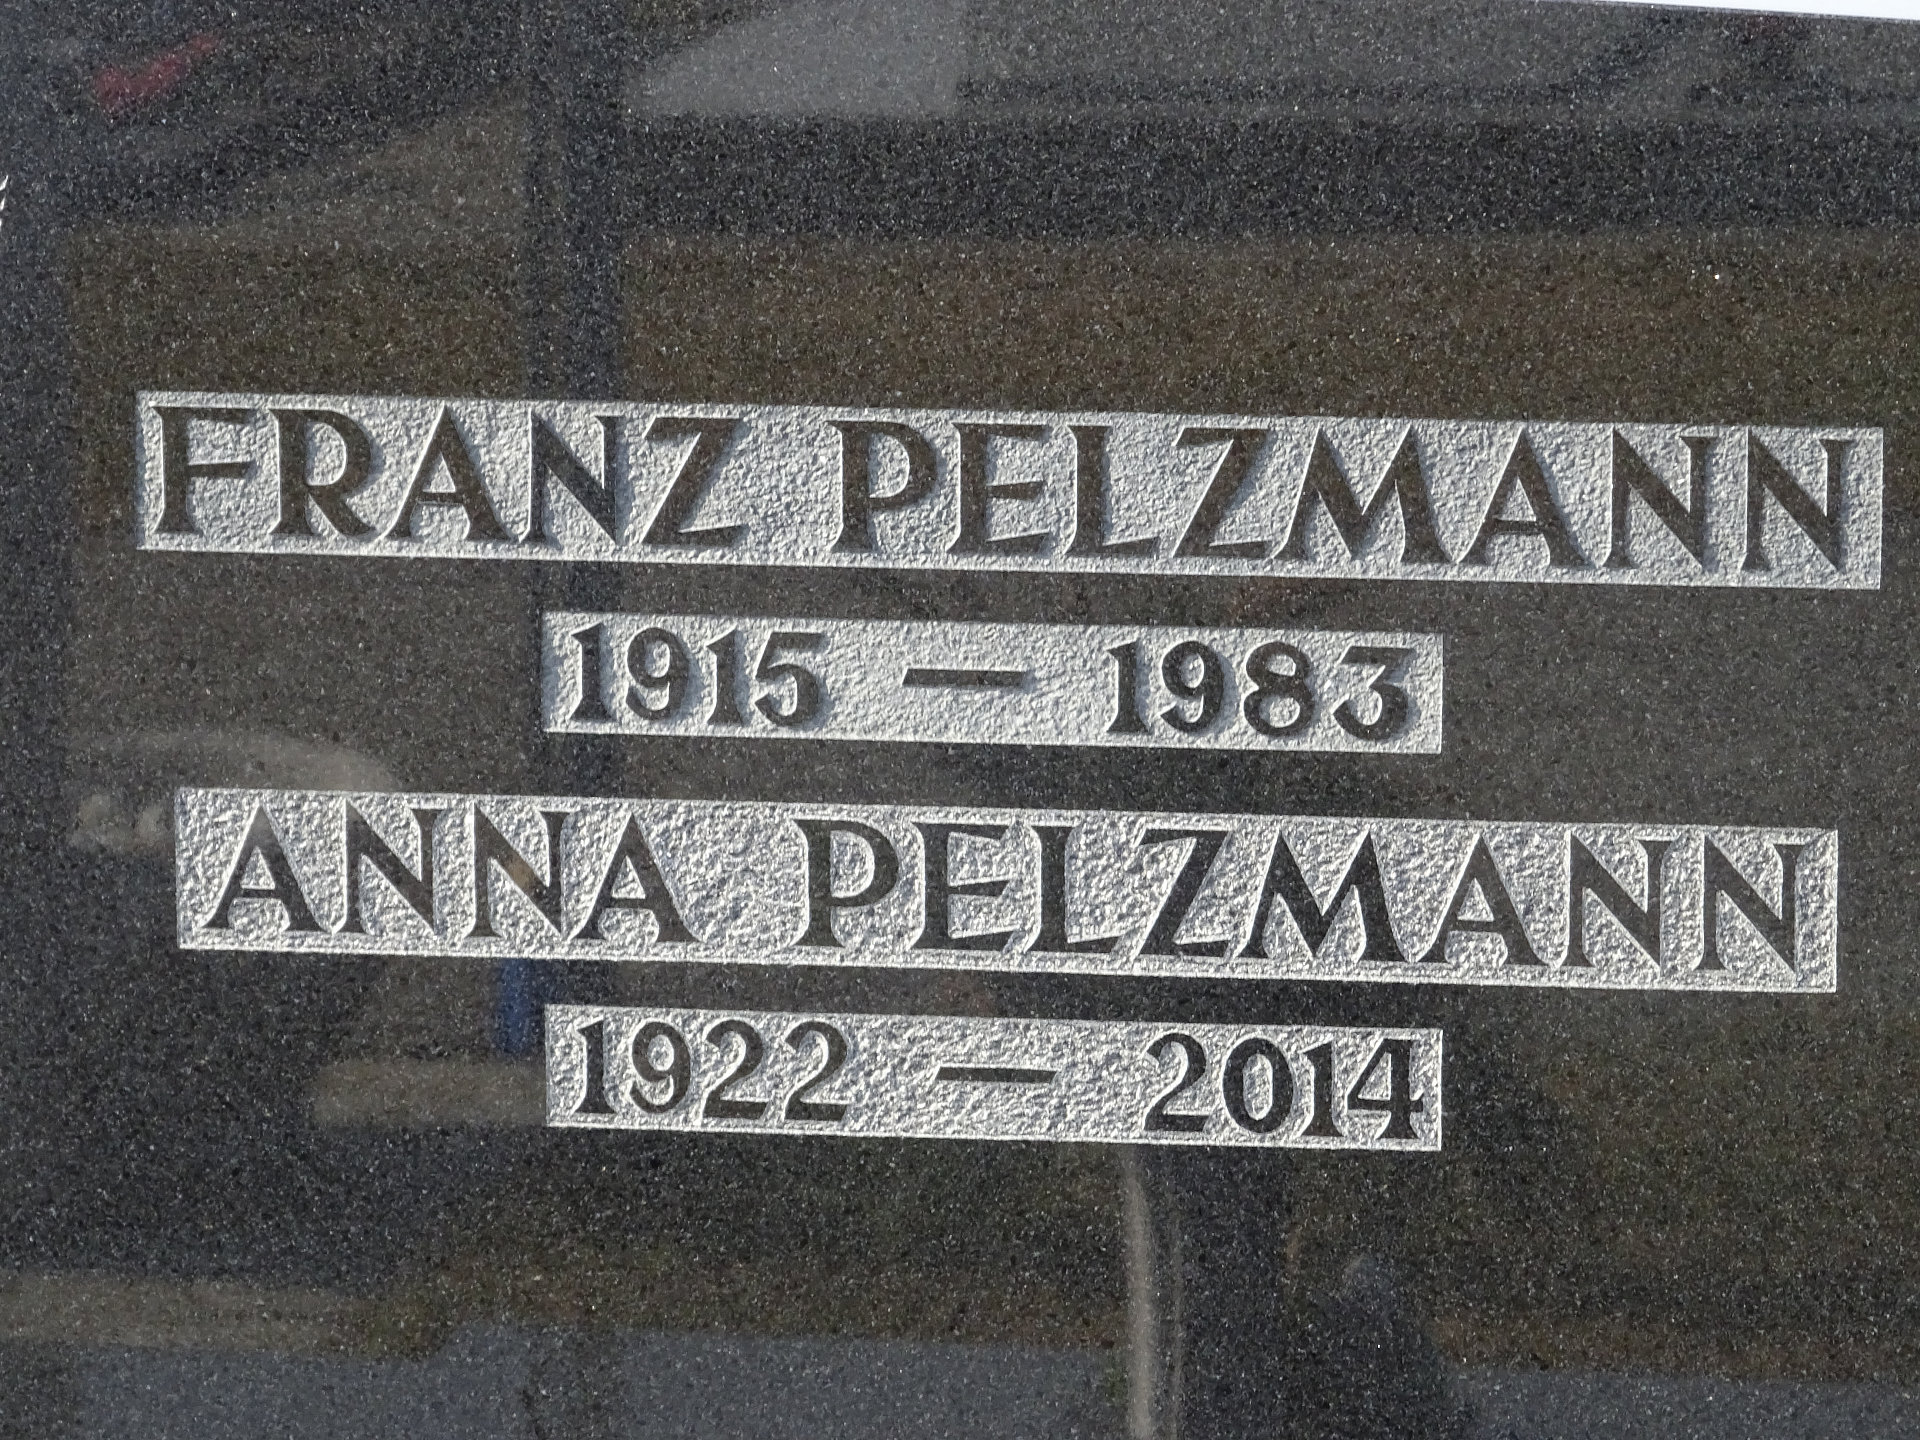 FRANZ PELZMANN
1915 — 1983
ANNA PELZMANN
1922 — 2014